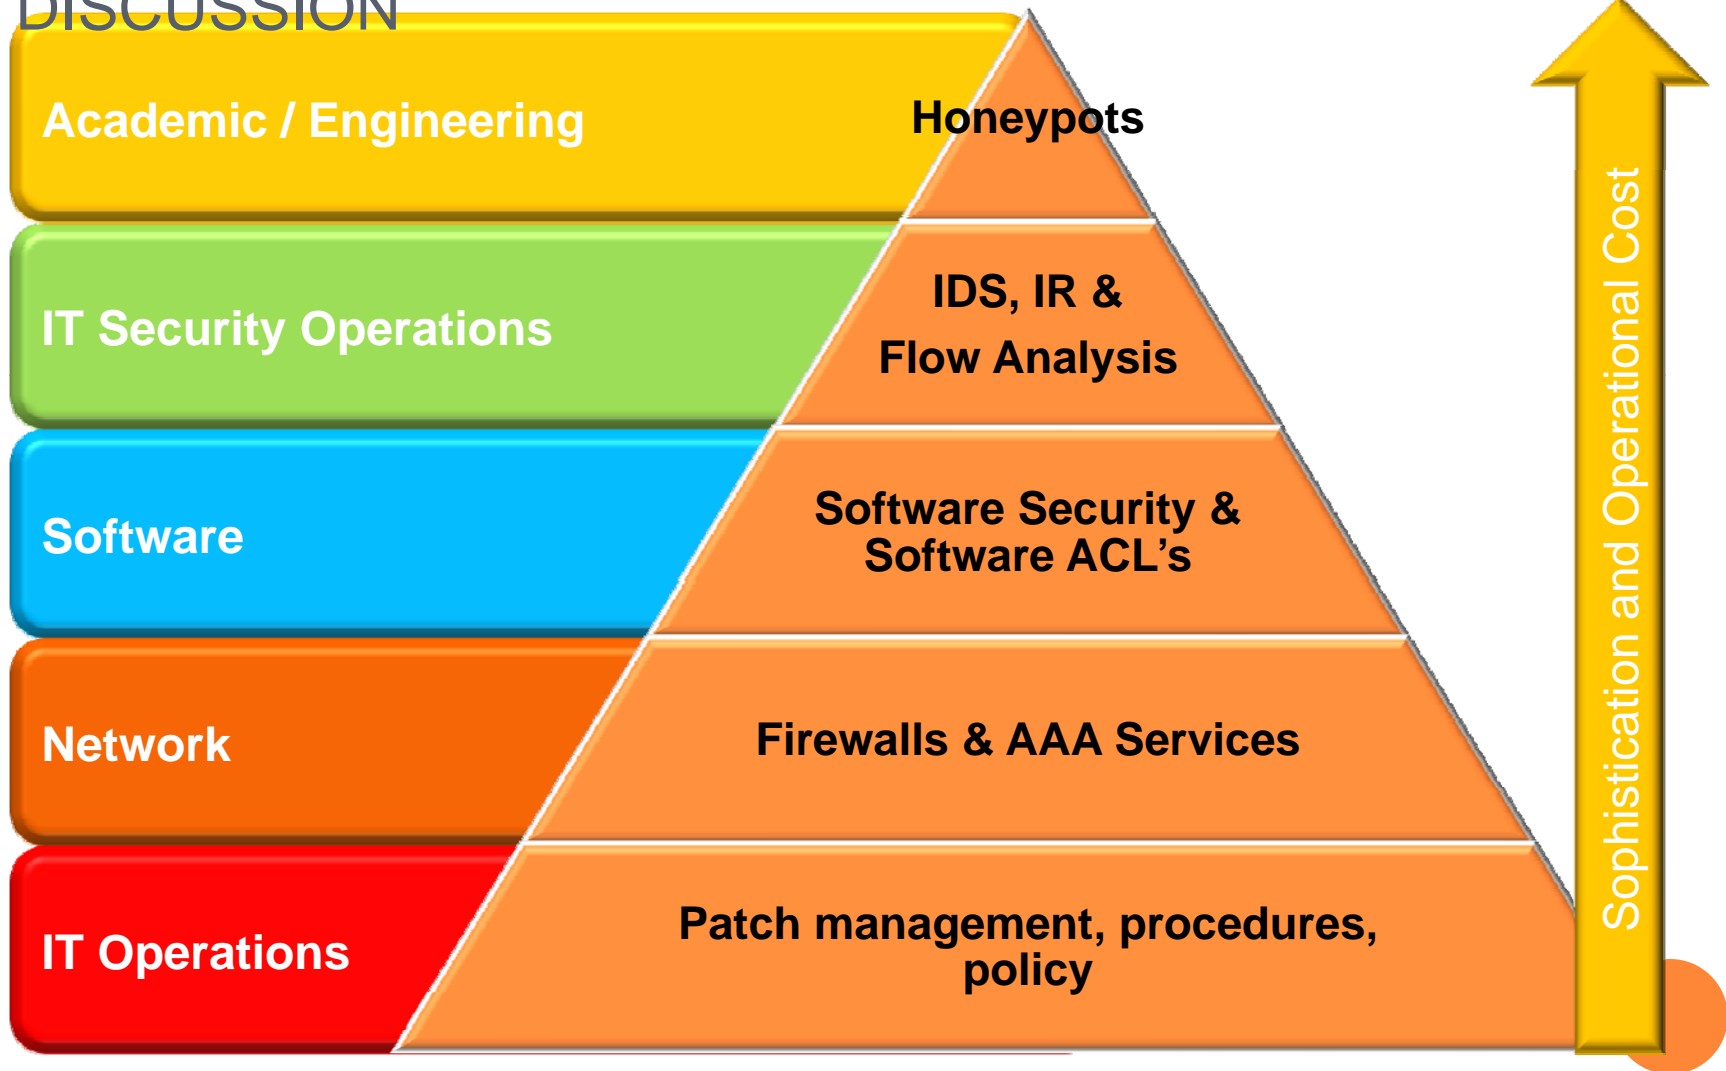 DISCUSSION
Academic / Engineering
Honeypots
IT Security Operations
IDS, IR &
Flow Analysis
Software
Software Security &
Software ACL’s
Network
Firewalls & AAA Services
IT Operations
Patch management, procedures,
policy
Sophistication and Operational Cost